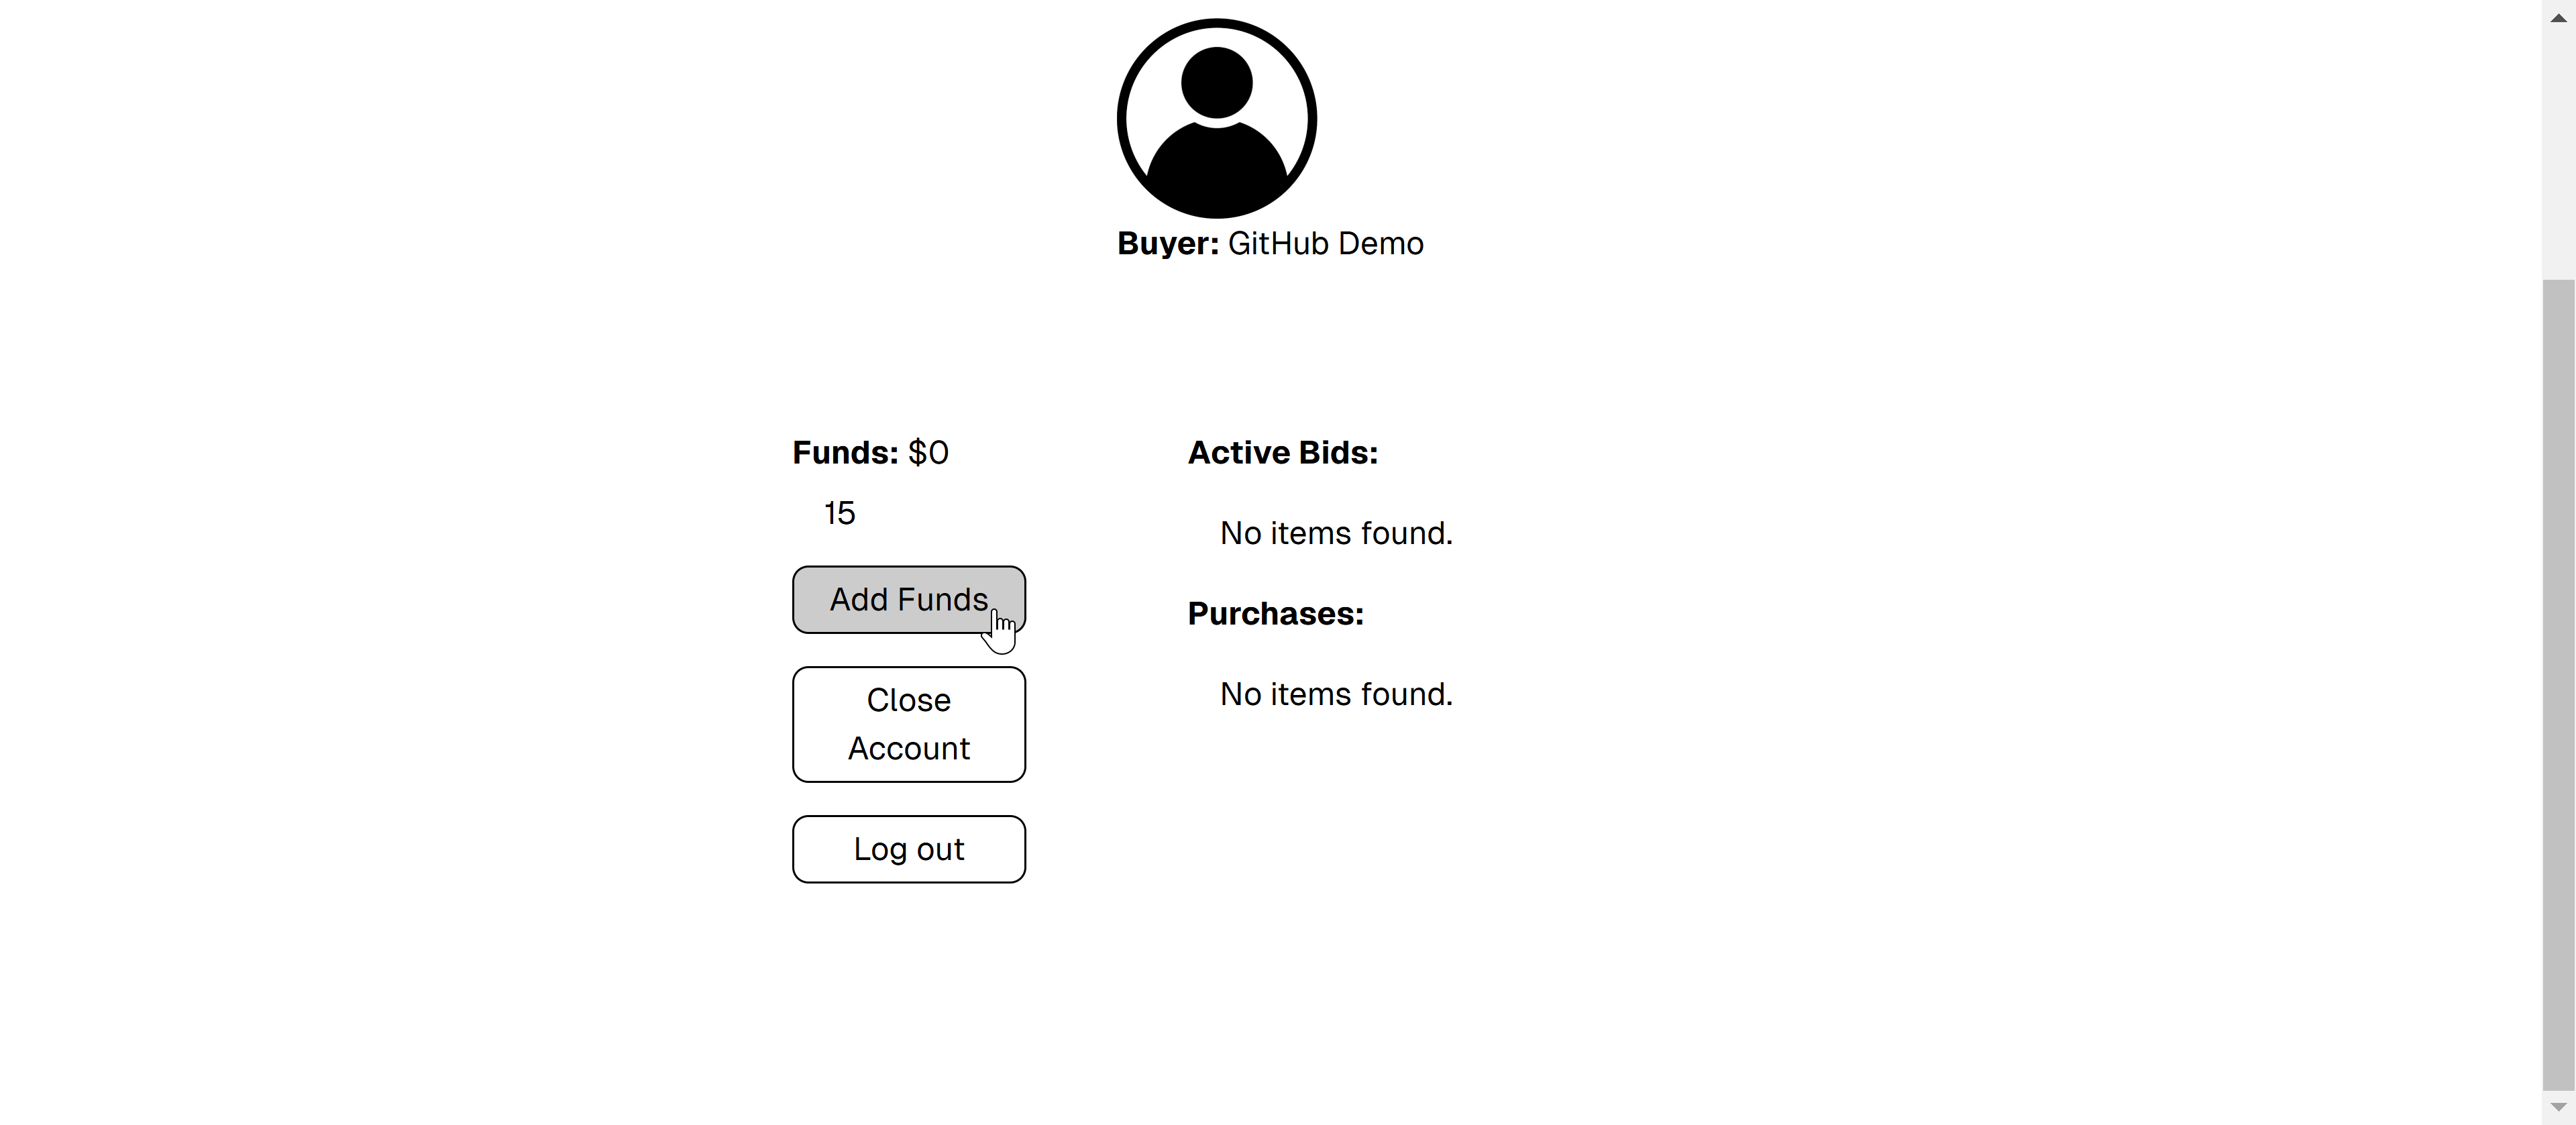 Buyer: GitHub Demo
Funds: $0
15
Add Funds
Close
Account
Log out
Active Bids:
No items found.
Purchases:
No items found.